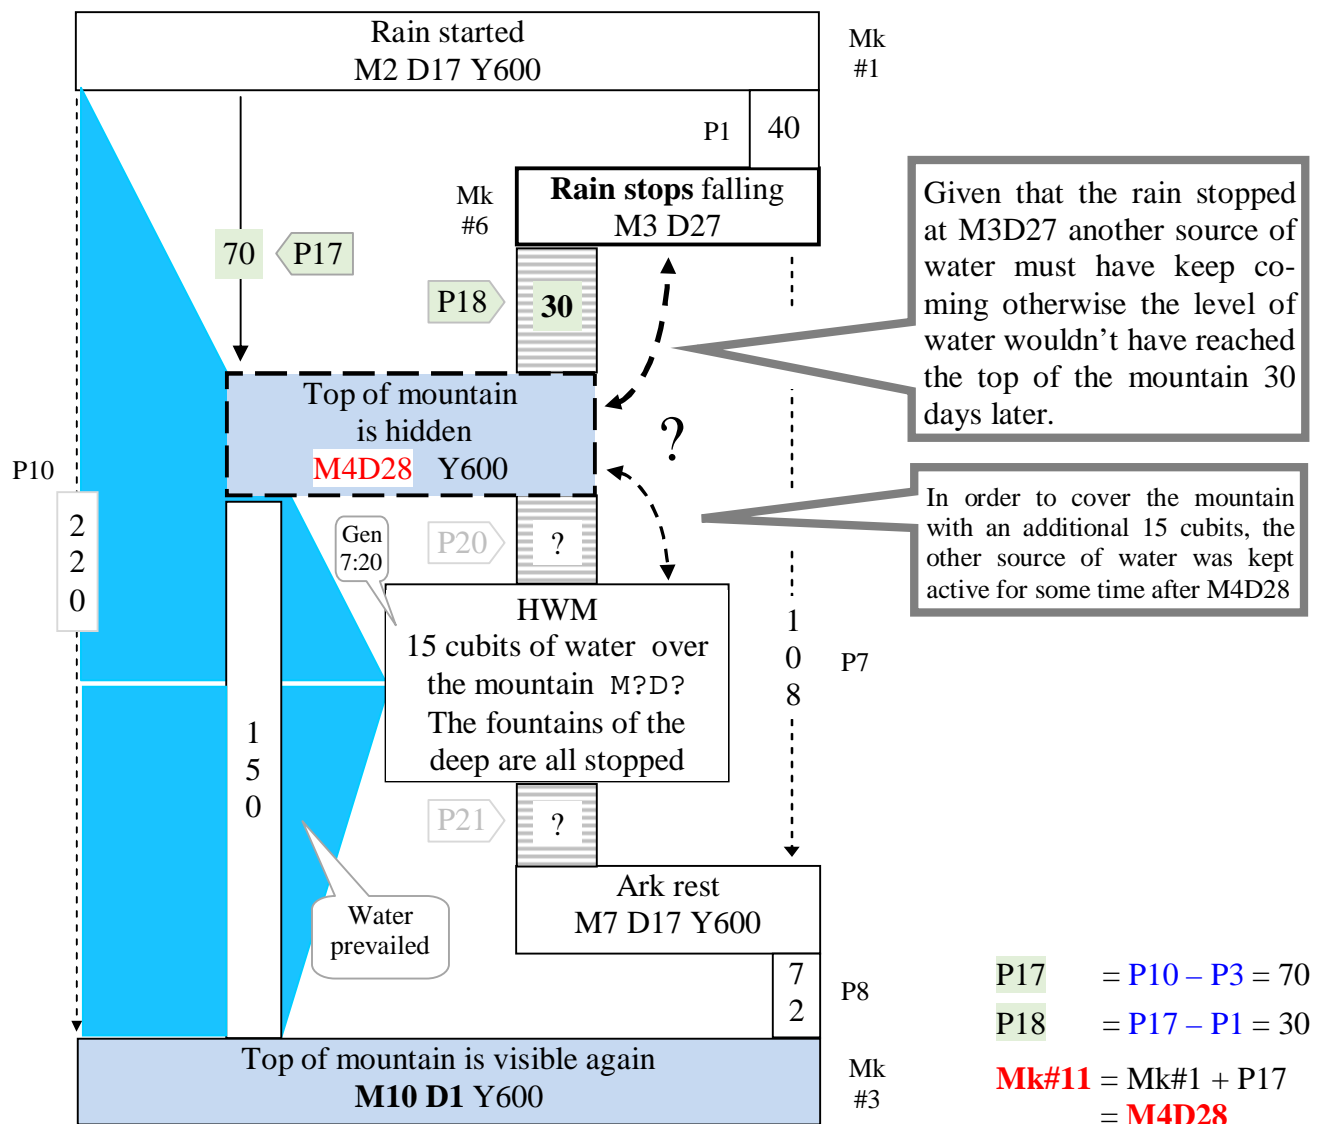 Rain started
M2 D17 Y600
Mk
#1
P1
40
Rain stops falling
M3 D27
Mk
#6
70
P17
P18
30
Given that the rain stopped
at M3D27 another source of
water must have keep co-
ming otherwise the level of
water wouldn’t have reached
the top of the mountain 30
days later.
Top of mountain
is hidden
M4D28 Y600
?
P10
2
2
0
In order to cover the mountain
with an additional 15 cubits, the
other source of water was kept
active for some time after M4D28
Gen
7:20
P20
?
HWM
15 cubits of water over
the mountain M?D?
The fountains of the
deep are all stopped
1
0
8
P7
1
5
0
P21
?
Water
prevailed
Ark rest
M7 D17 Y600
7
2
P8
Top of mountain is visible again
M10 D1 Y600
Mk
#3
P17 = P10 – P3 = 70
P18 = P17 – P1 = 30
Mk#11 = Mk#1 + P17
= M4D28